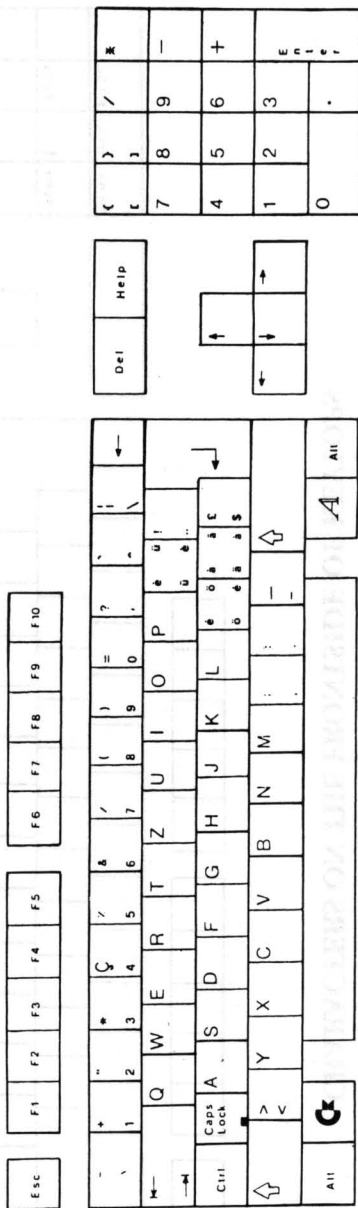 Esc F1 F2 F3 F4 F5 F6 F7 F8 F9 F10
+ " * Ç % & / ( ) = ? ` ¦
1 2 3 4 5 6 7 8 9 0 ' ^ \ ←
Q W E R T Z U I O P è ü !
ü è ¨
Ctrl Caps Lock A S D F G H J K L é ö à ä £
ö é ä à $
⇧ > Y X C V B N M ; : _ ⇧
< , . -
Alt A Alt
Del Help
↑
← ↓ →
{ } / *
[ ]
7 8 9 -
4 5 6 +
1 2 3 Enter
0 .